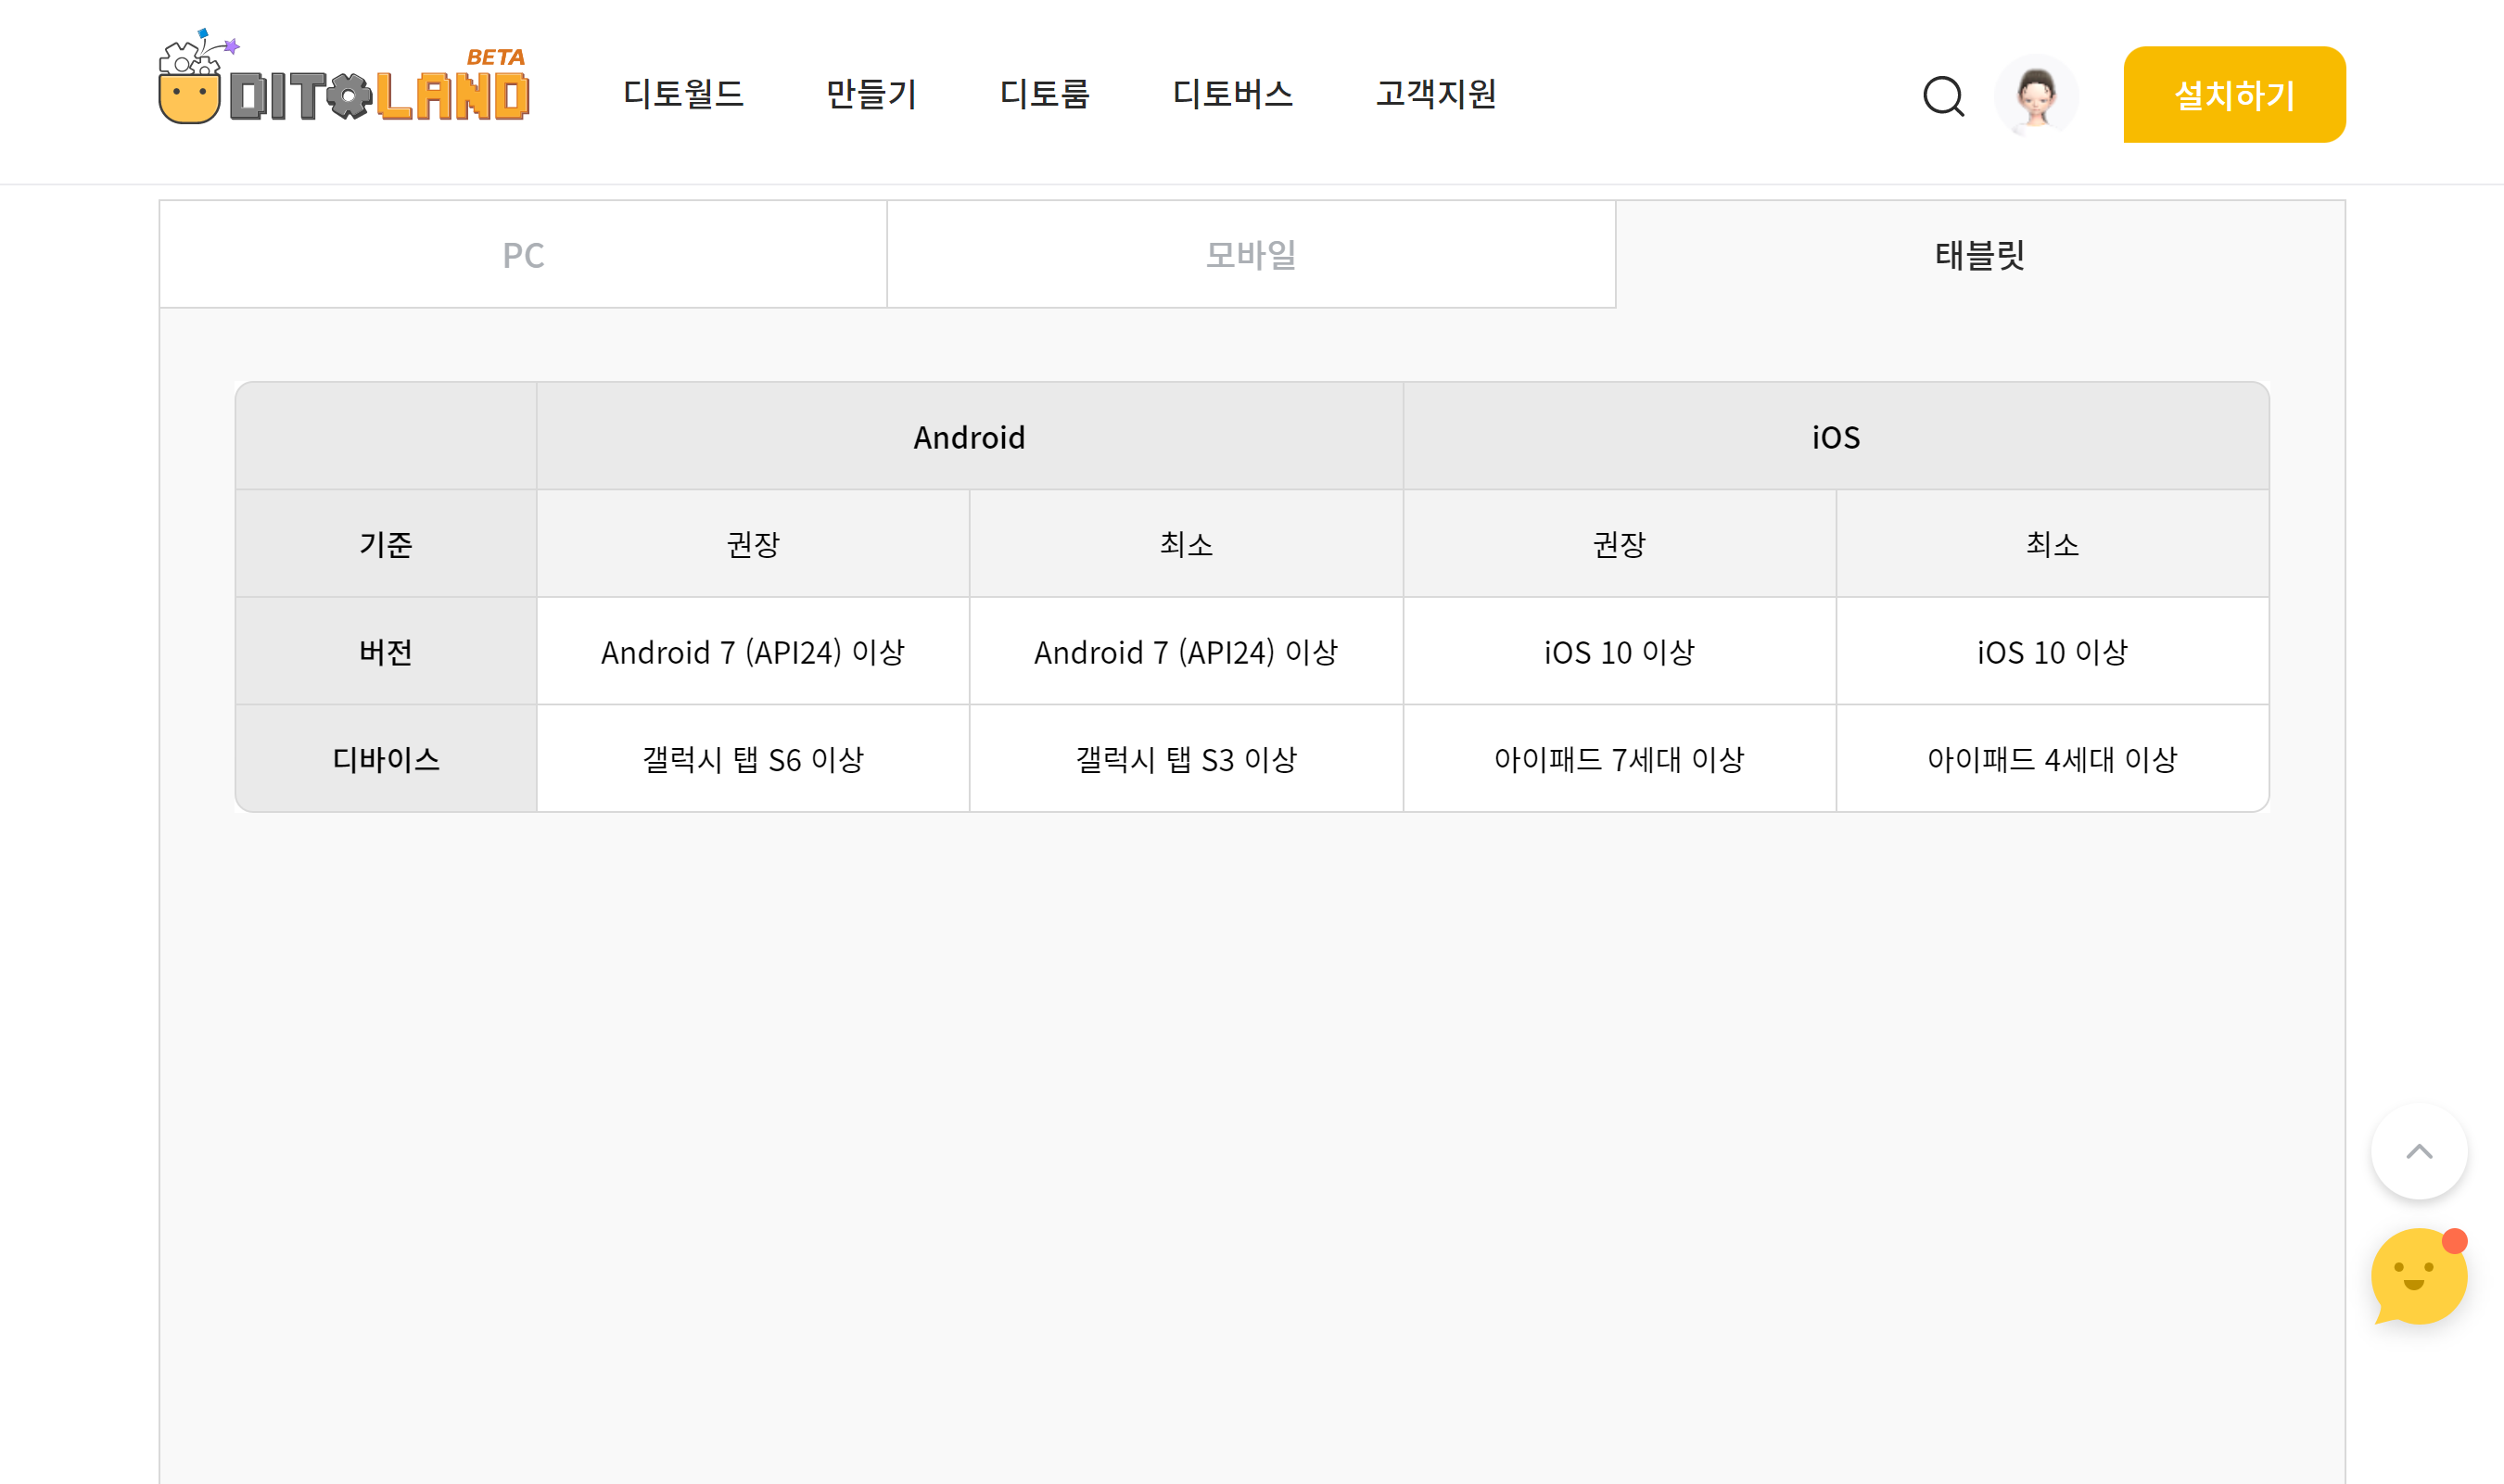 BETA
DITOLAND
디토월드 만들기 디토룸 디토버스 고객지원 설치하기
PC 모바일 태블릿
Android iOS
기준 권장 최소 권장 최소
버전 Android 7 (API24) 이상 Android 7 (API24) 이상 iOS 10 이상 iOS 10 이상
디바이스 갤럭시 탭 S6 이상 갤럭시 탭 S3 이상 아이패드 7세대 이상 아이패드 4세대 이상